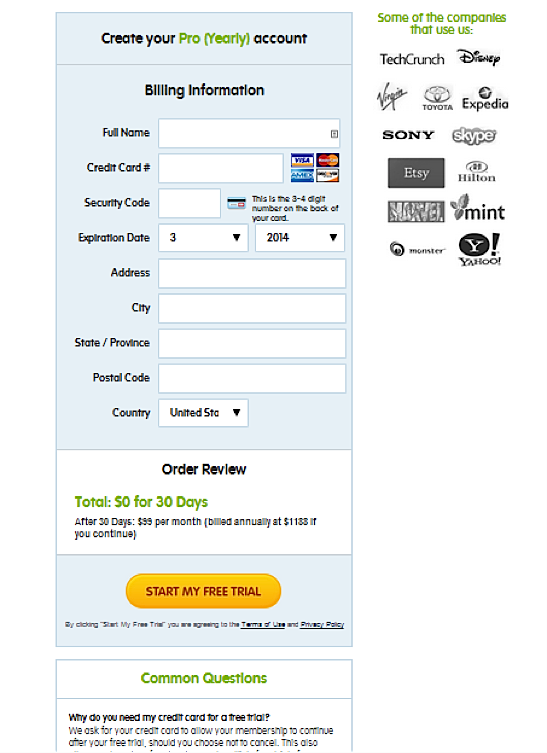 Create your Pro (Yearly) account
Billing Information
Full Name
Credit Card #
VISA
MasterCard
AMEX
DISCOVER
Security Code
This is the 3-4 digit
number on the back of
your card.
Expiration Date
3
2014
Address
City
State / Province
Postal Code
Country
United Sta
Order Review
Total: $0 for 30 Days
After 30 Days: $99 per month (billed annually at $1188 if
you continue)
START MY FREE TRIAL
By clicking "Start My Free Trial" you are agreeing to the Terms of Use and Privacy Policy
Common Questions
Why do you need my credit card for a free trial?
We ask for your credit card to allow your membership to continue
after your free trial, should you choose not to cancel. This also
Some of the companies
that use us:
TechCrunch
Disney
Virgin
TOYOTA
Expedia
SONY
skype
Etsy
Hilton
MARVEL
mint
monster
Y!
YAHOO!